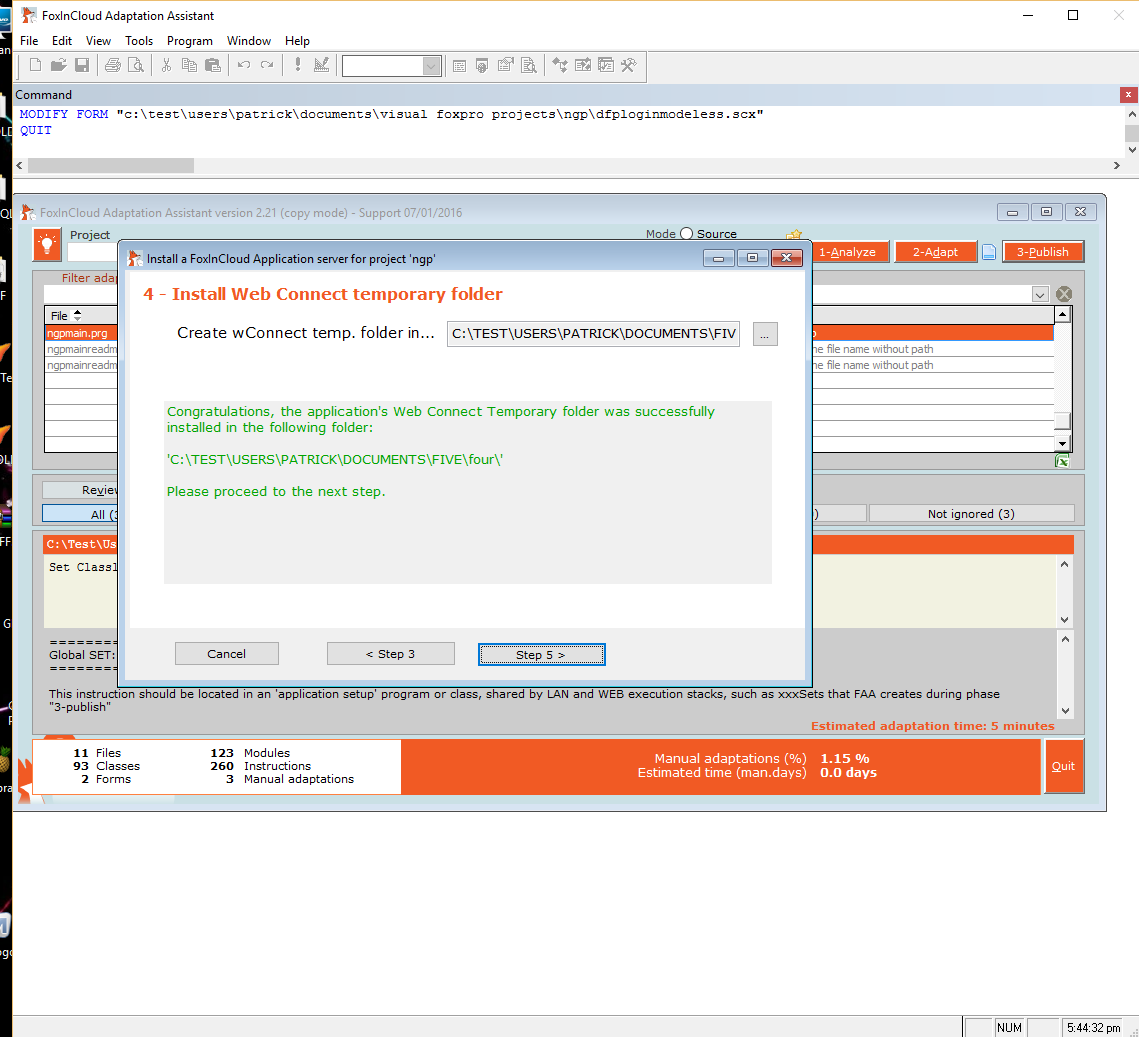 FoxInCloud Adaptation Assistant
File Edit View Tools Program Window Help
Command
MODIFY FORM "c:\test\users\patrick\documents\visual foxpro projects\ngp\dfploginmodeless.scx"
QUIT
FoxInCloud Adaptation Assistant version 2.21 (copy mode) - Support 07/01/2016
Project
Mode Source
1-Analyze 2-Adapt 3-Publish
Install a FoxInCloud Application server for project 'ngp'
4 - Install Web Connect temporary folder
Create wConnect temp. folder in... C:\TEST\USERS\PATRICK\DOCUMENTS\FIV ...
Congratulations, the application's Web Connect Temporary folder was successfully
installed in the following folder:
'C:\TEST\USERS\PATRICK\DOCUMENTS\FIVE\four\'
Please proceed to the next step.
Cancel < Step 3 Step 5 >
Filter
File
ngpmain.prg
ngpmainreadm
file name without path
ngpmainreadm
file name without path
Review
All
Not ignored (3)
C:\Test\Us
Set Classl
==========
Global SET:
==========
This instruction should be located in an 'application setup' program or class, shared by LAN and WEB execution stacks, such as xxxSets that FAA creates during phase
"3-publish"
Estimated adaptation time: 5 minutes
11 Files 123 Modules
93 Classes 260 Instructions
2 Forms 3 Manual adaptations
Manual adaptations (%) 1.15 %
Estimated time (man.days) 0.0 days
Quit
NUM 5:44:32 pm